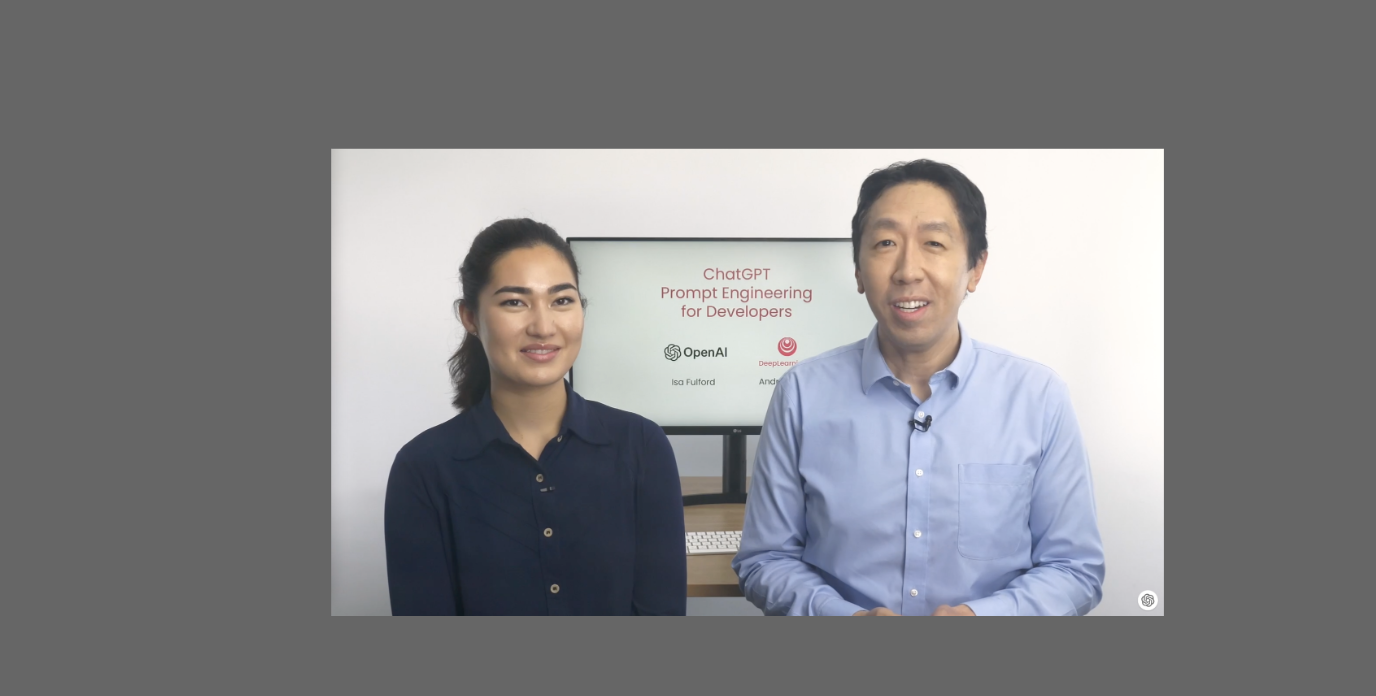 ChatGPT
Prompt Engineering
for Developers
OpenAI
Isa Fulford